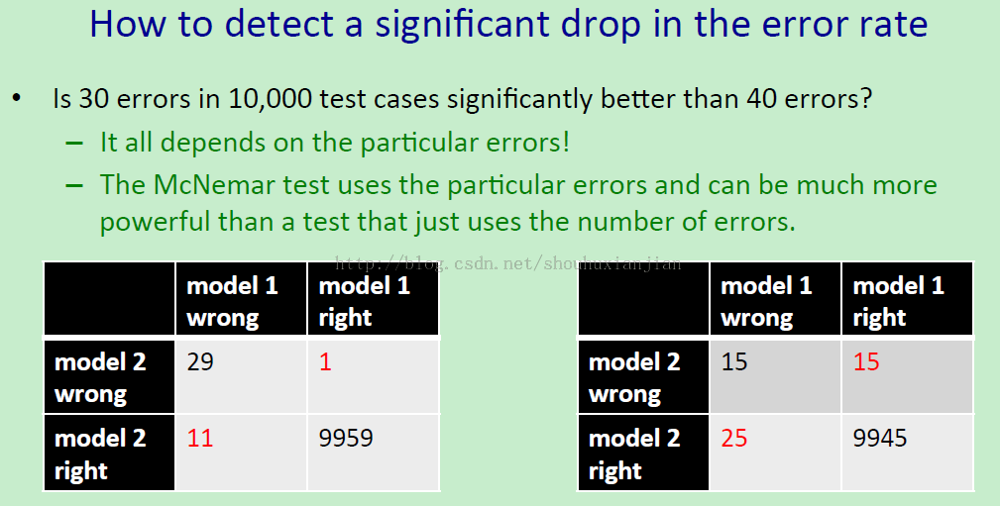 How to detect a significant drop in the error rate
• Is 30 errors in 10,000 test cases significantly better than 40 errors?
– It all depends on the particular errors!
– The McNemar test uses the particular errors and can be much more
powerful than a test that just uses the number of errors.
http://blog.csdn.net/shouhuxianjian
model 1 wrong model 1 right
model 2 wrong 29 1
model 2 right 11 9959
model 1 wrong model 1 right
model 2 wrong 15 15
model 2 right 25 9945